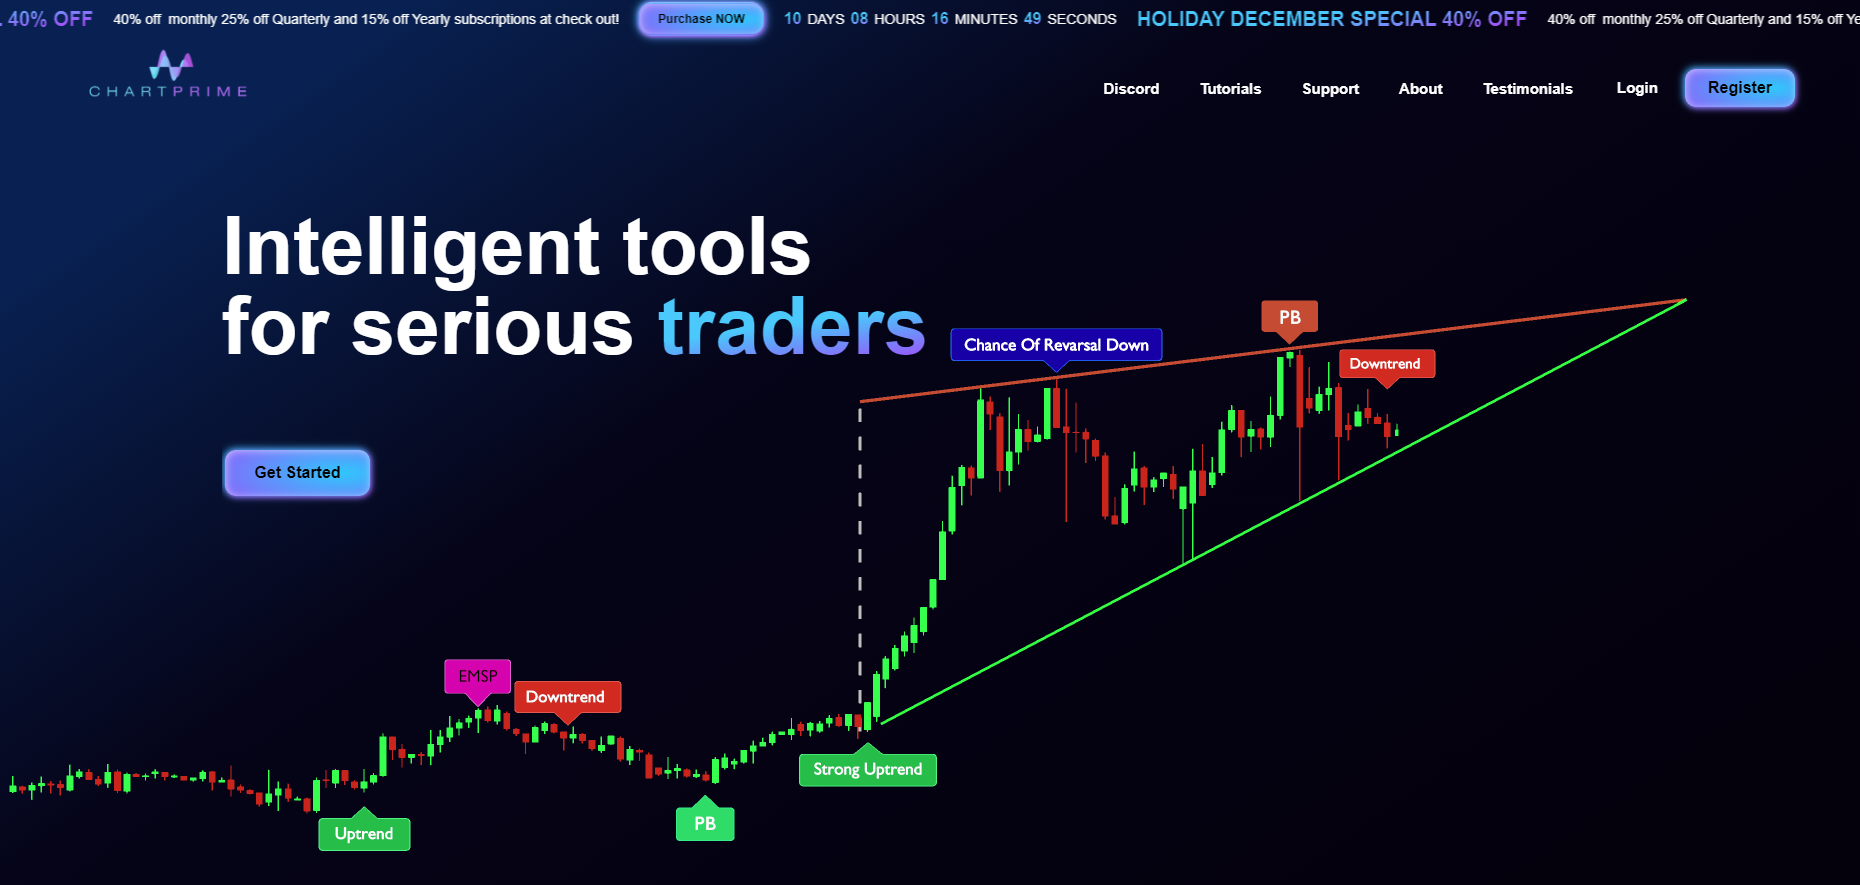 40% OFF 40% off monthly 25% off Quarterly and 15% off Yearly subscriptions at check out! Purchase NOW 10 DAYS 08 HOURS 16 MINUTES 49 SECONDS HOLIDAY DECEMBER SPECIAL 40% OFF 40% off monthly 25% off Quarterly and 15% off Ye
CHARTPRIME
Discord Tutorials Support About Testimonials Login Register
Intelligent tools
for serious traders
PB
Chance Of Revarsal Down
Downtrend
Get Started
EMSP
Downtrend
Strong Uptrend
PB
Uptrend